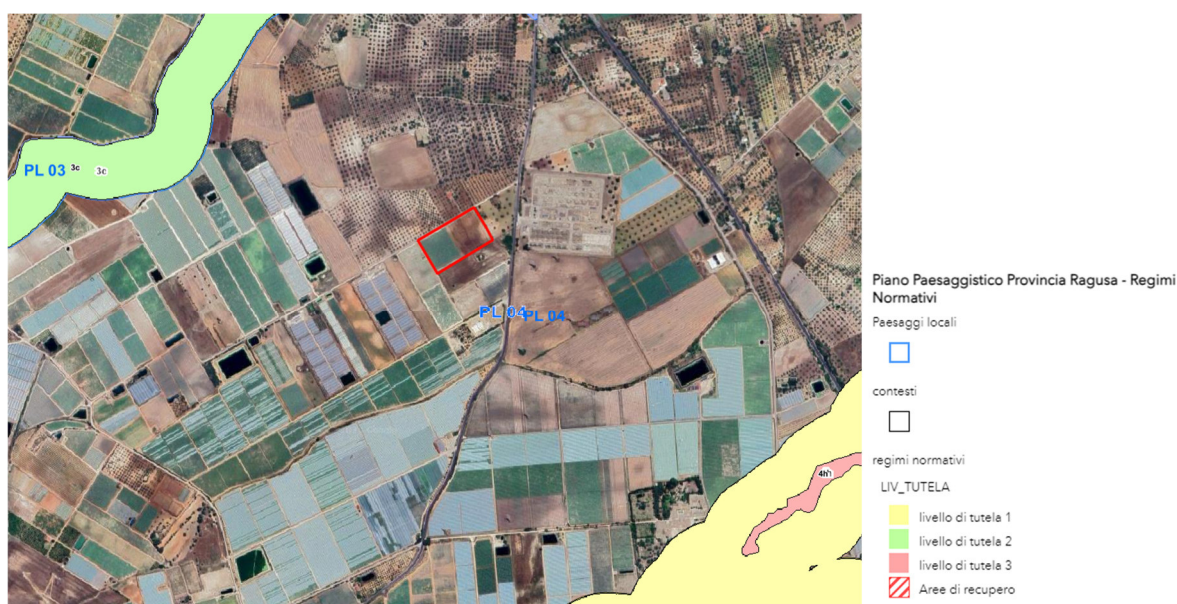 PL 03
3c
3c
PL 04
PL 04
4h1
Piano Paesaggistico Provincia Ragusa - Regimi
Normativi
Paesaggi locali
contesti
regimi normativi
LIV_TUTELA
livello di tutela 1
livello di tutela 2
livello di tutela 3
Aree di recupero